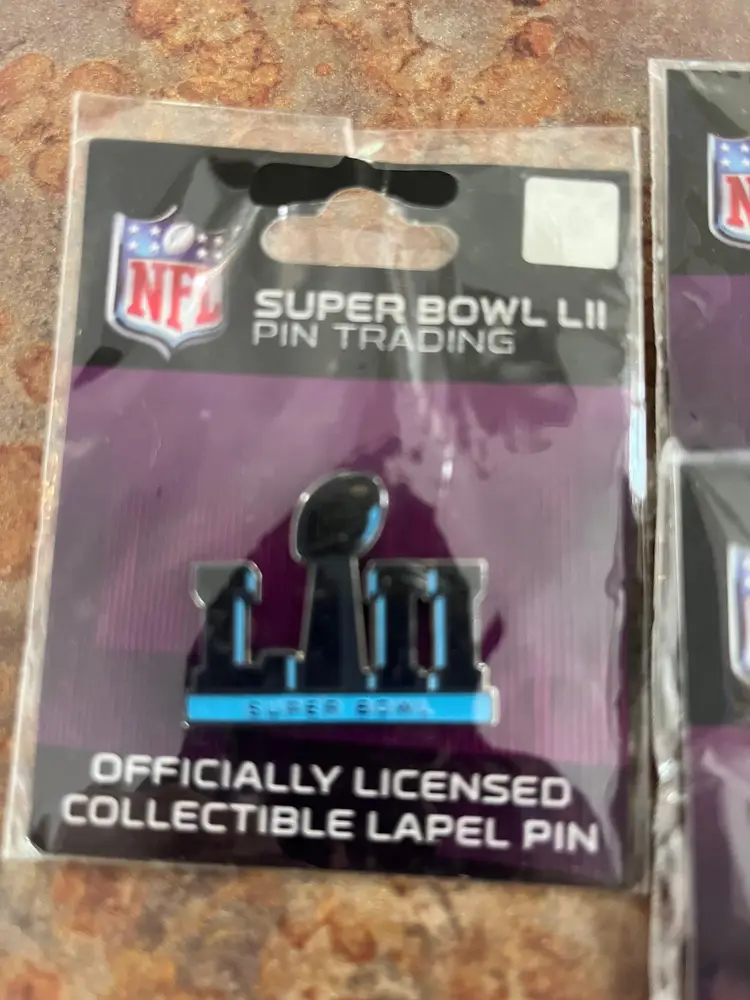 NFL
SUPER BOWL LII
PIN TRADING
LII
SUPER BOWL
OFFICIALLY LICENSED
COLLECTIBLE LAPEL PIN
N